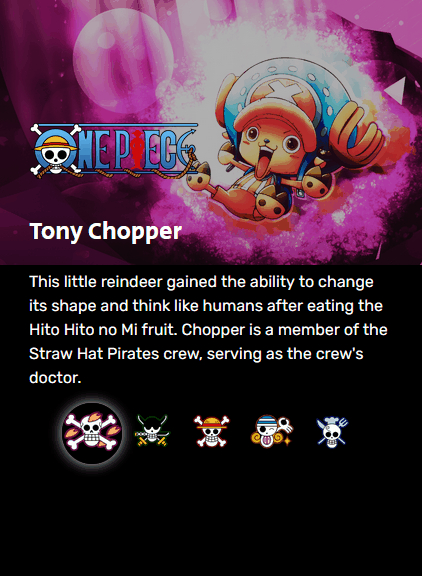 ONE PIECE
Tony Chopper
This little reindeer gained the ability to change
its shape and think like humans after eating the
Hito Hito no Mi fruit. Chopper is a member of the
Straw Hat Pirates crew, serving as the crew's
doctor.